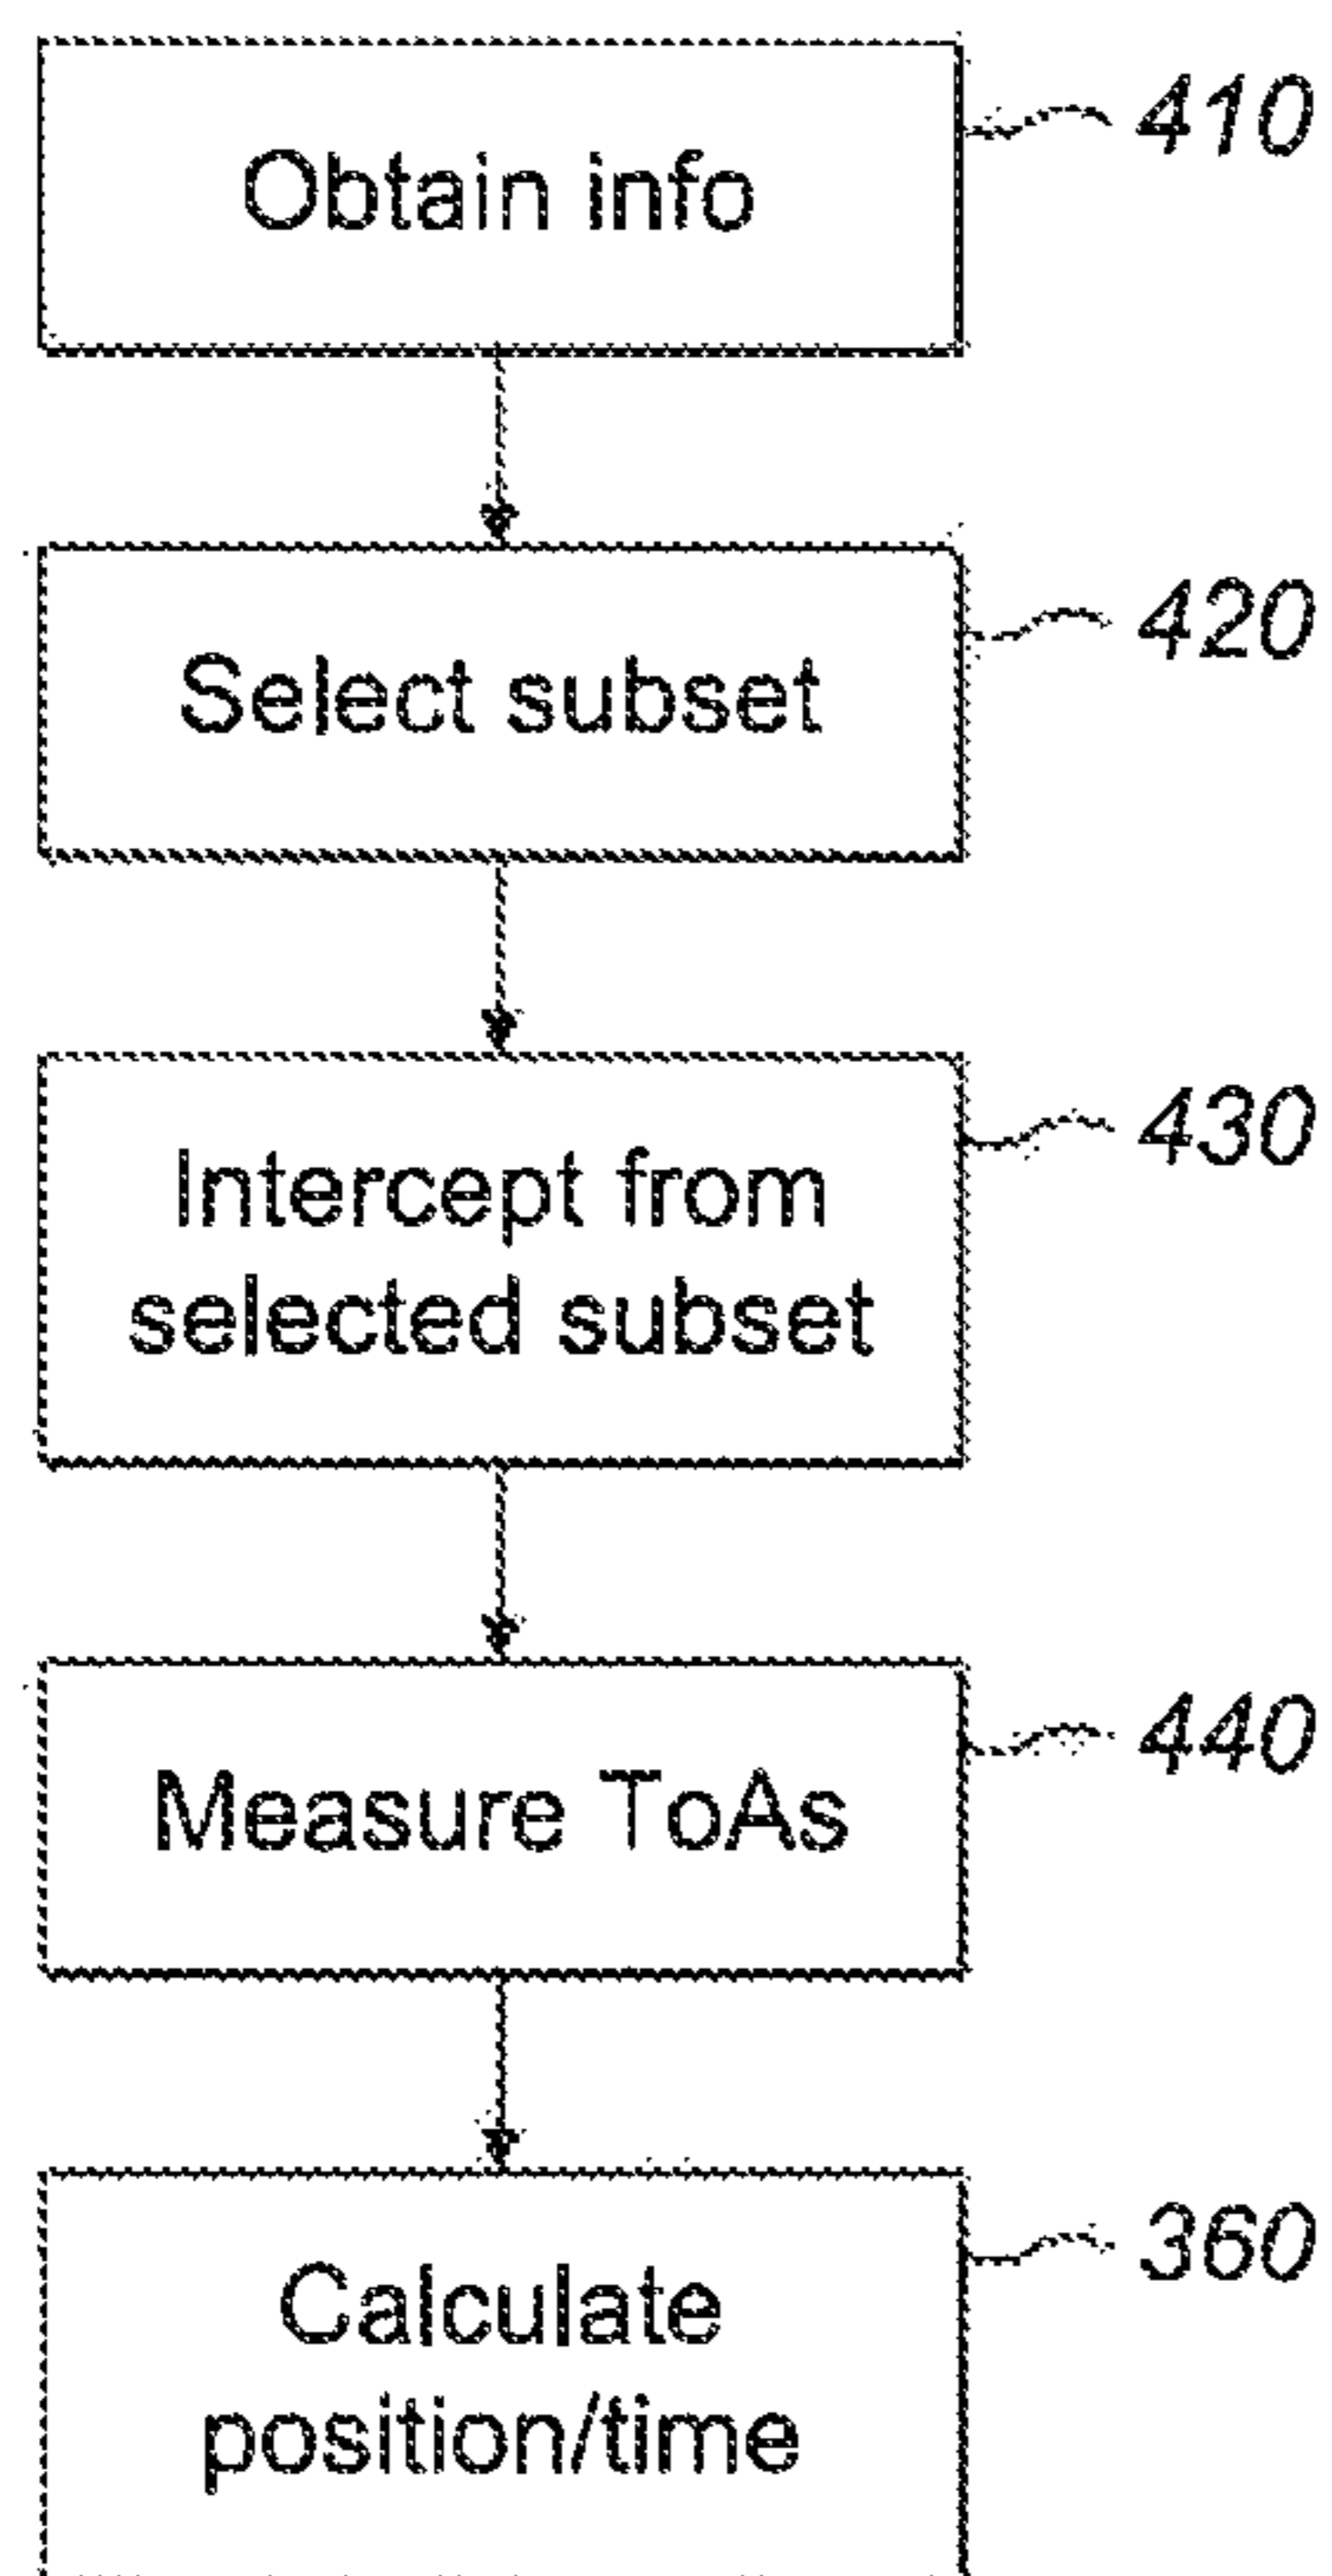 Obtain info
410
Select subset
420
Intercept from
selected subset
430
Measure ToAs
440
Calculate
position/time
360